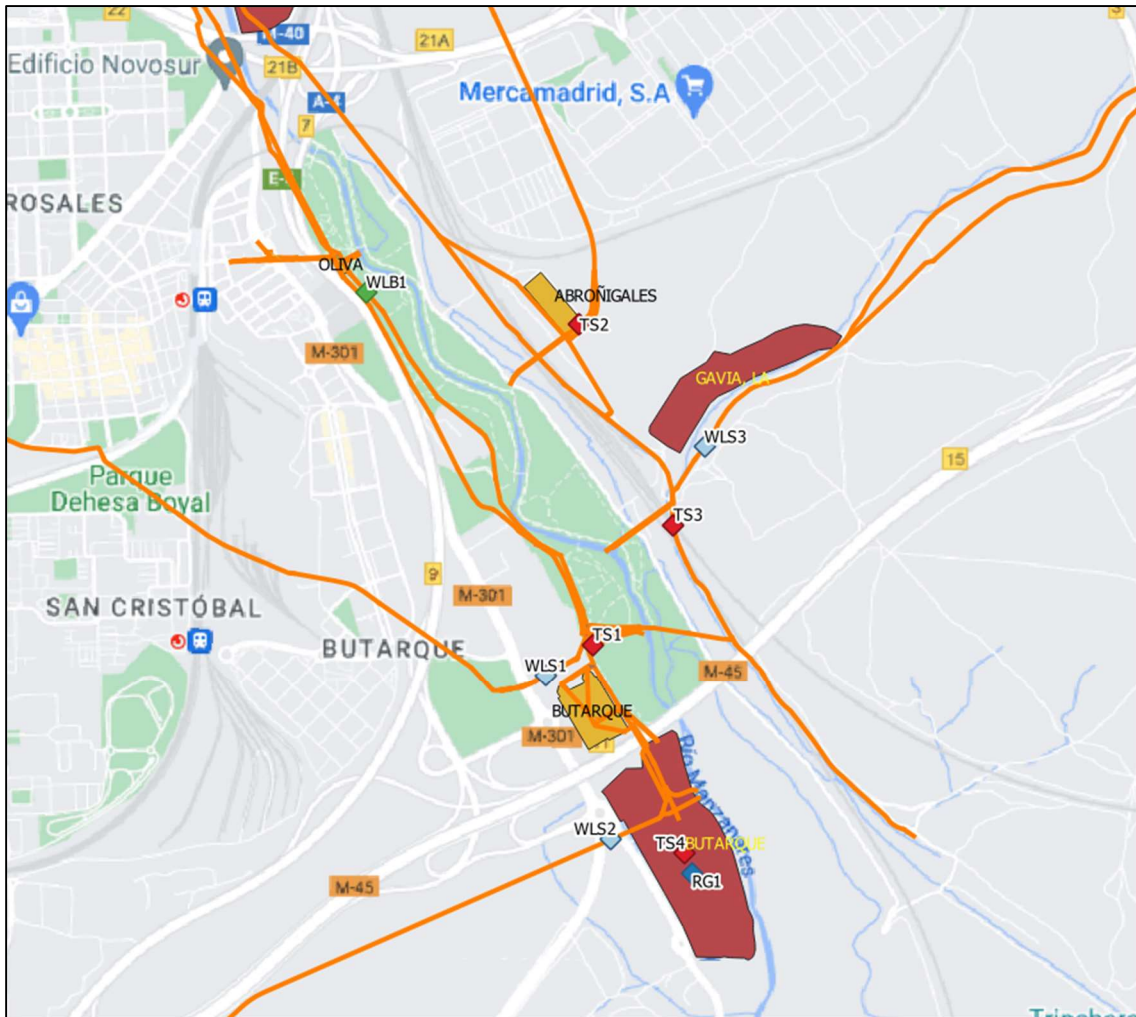 22
3
M-40
21A
Edificio Novosur
21B
Mercamadrid, S.A
A-4
7
ROSALES
OLIVA
WLB1
ABROÑIGALES
TS2
M-301
GAVIA, LA
WLS3
15
Parque
Dehesa Boyal
TS3
9
M-301
SAN CRISTÓBAL
BUTARQUE
TS1
WLS1
M-45
BUTARQUE
M-301
Río Manzanares
WLS2
TS4
BUTARQUE
RG1
M-45